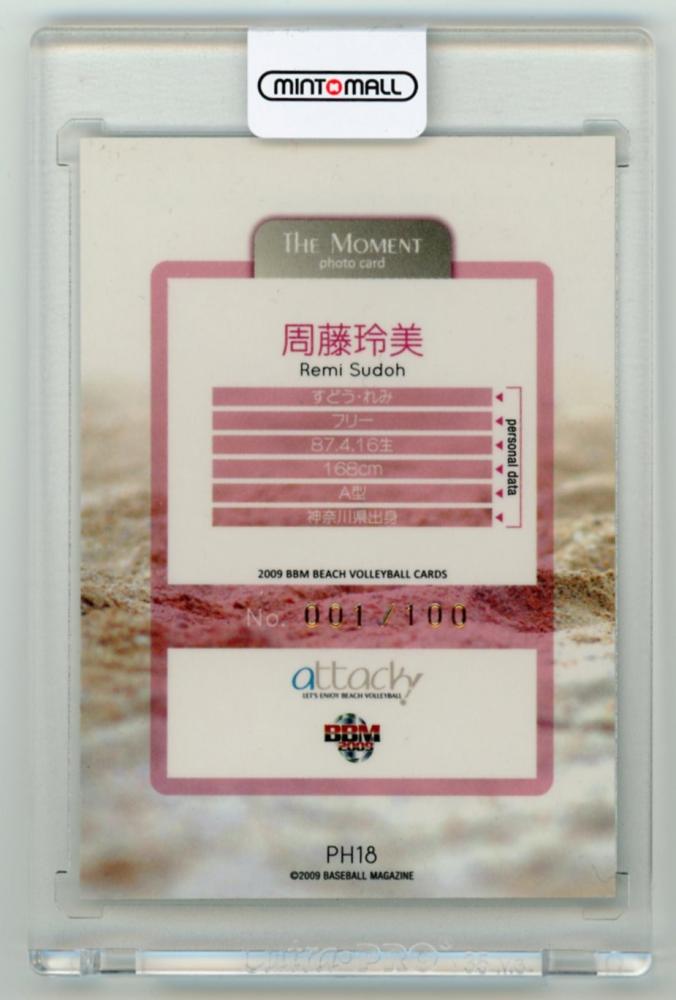 MINTOMALL
THE MOMENT
photo card
周藤玲美
Remi Sudoh
すどう・れみ
フリー
87.4.16生
168cm
A型
神奈川県出身
personal data
2009 BBM BEACH VOLLEYBALL CARDS
No. 001/100
attack!
LET'S ENJOY BEACH VOLLEYBALL
BBM
2009
PH18
©2009 BASEBALL MAGAZINE
ultra•PRO